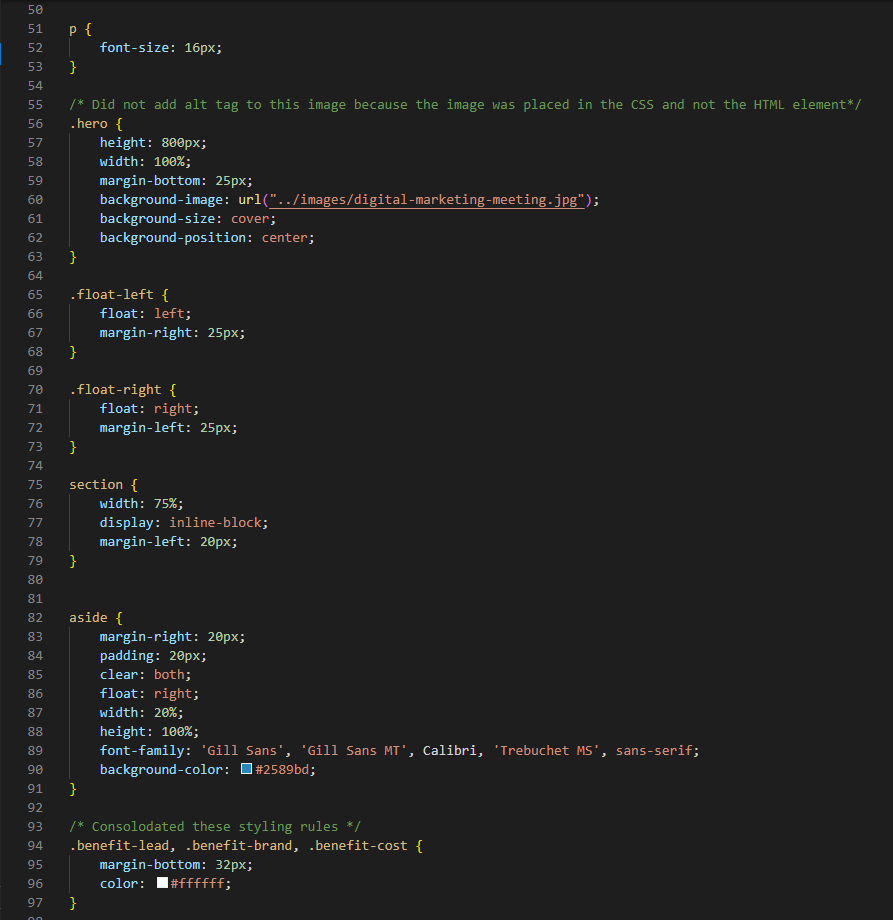 50
51 p {
52     font-size: 16px;
53 }
54
55 /* Did not add alt tag to this image because the image was placed in the CSS and not the HTML element*/
56 .hero {
57     height: 800px;
58     width: 100%;
59     margin-bottom: 25px;
60     background-image: url("../images/digital-marketing-meeting.jpg");
61     background-size: cover;
62     background-position: center;
63 }
64
65 .float-left {
66     float: left;
67     margin-right: 25px;
68 }
69
70 .float-right {
71     float: right;
72     margin-left: 25px;
73 }
74
75 section {
76     width: 75%;
77     display: inline-block;
78     margin-left: 20px;
79 }
80
81
82 aside {
83     margin-right: 20px;
84     padding: 20px;
85     clear: both;
86     float: right;
87     width: 20%;
88     height: 100%;
89     font-family: 'Gill Sans', 'Gill Sans MT', Calibri, 'Trebuchet MS', sans-serif;
90     background-color: #2589bd;
91 }
92
93 /* Consolodated these styling rules */
94 .benefit-lead, .benefit-brand, .benefit-cost {
95     margin-bottom: 32px;
96     color: #ffffff;
97 }